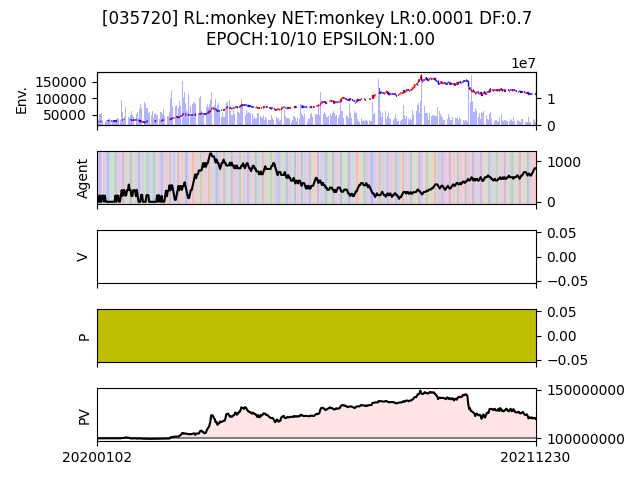 [035720] RL:monkey NET:monkey LR:0.0001 DF:0.7
EPOCH:10/10 EPSILON:1.00
1e7
Env.
150000
100000
50000
1
0
Agent
1000
0
V
0.05
0.00
−0.05
P
0.05
0.00
−0.05
PV
150000000
100000000
20200102
20211230